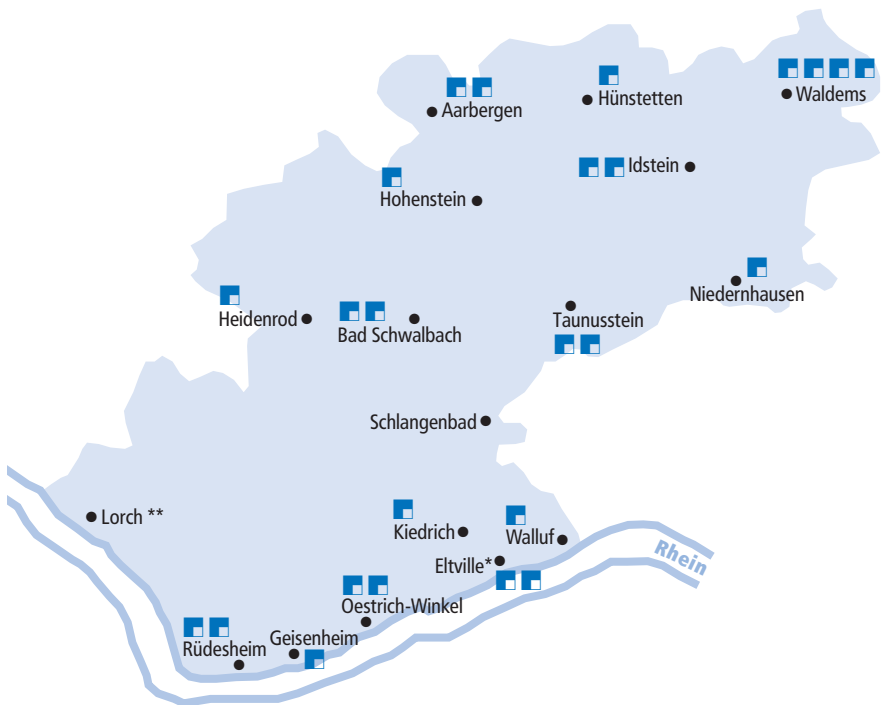 Waldems
Hünstetten
Aarbergen
Idstein
Hohenstein
Niedernhausen
Heidenrod
Taunusstein
Bad Schwalbach
Schlangenbad
Lorch **
Kiedrich
Walluf
Rhein
Eltville*
Oestrich-Winkel
Geisenheim
Rüdesheim